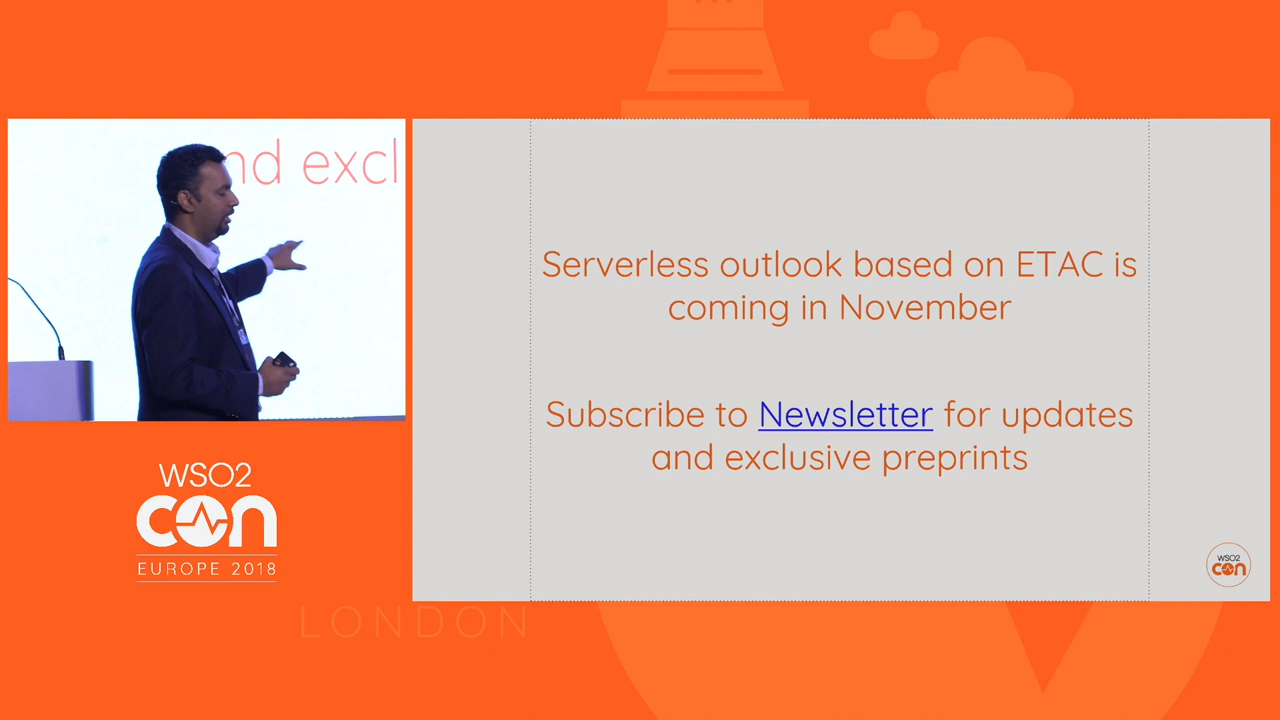 nd excl
Serverless outlook based on ETAC is
coming in November
Subscribe to Newsletter for updates
and exclusive preprints
WSO2
con
WSO2
con
EUROPE 2018
LONDON